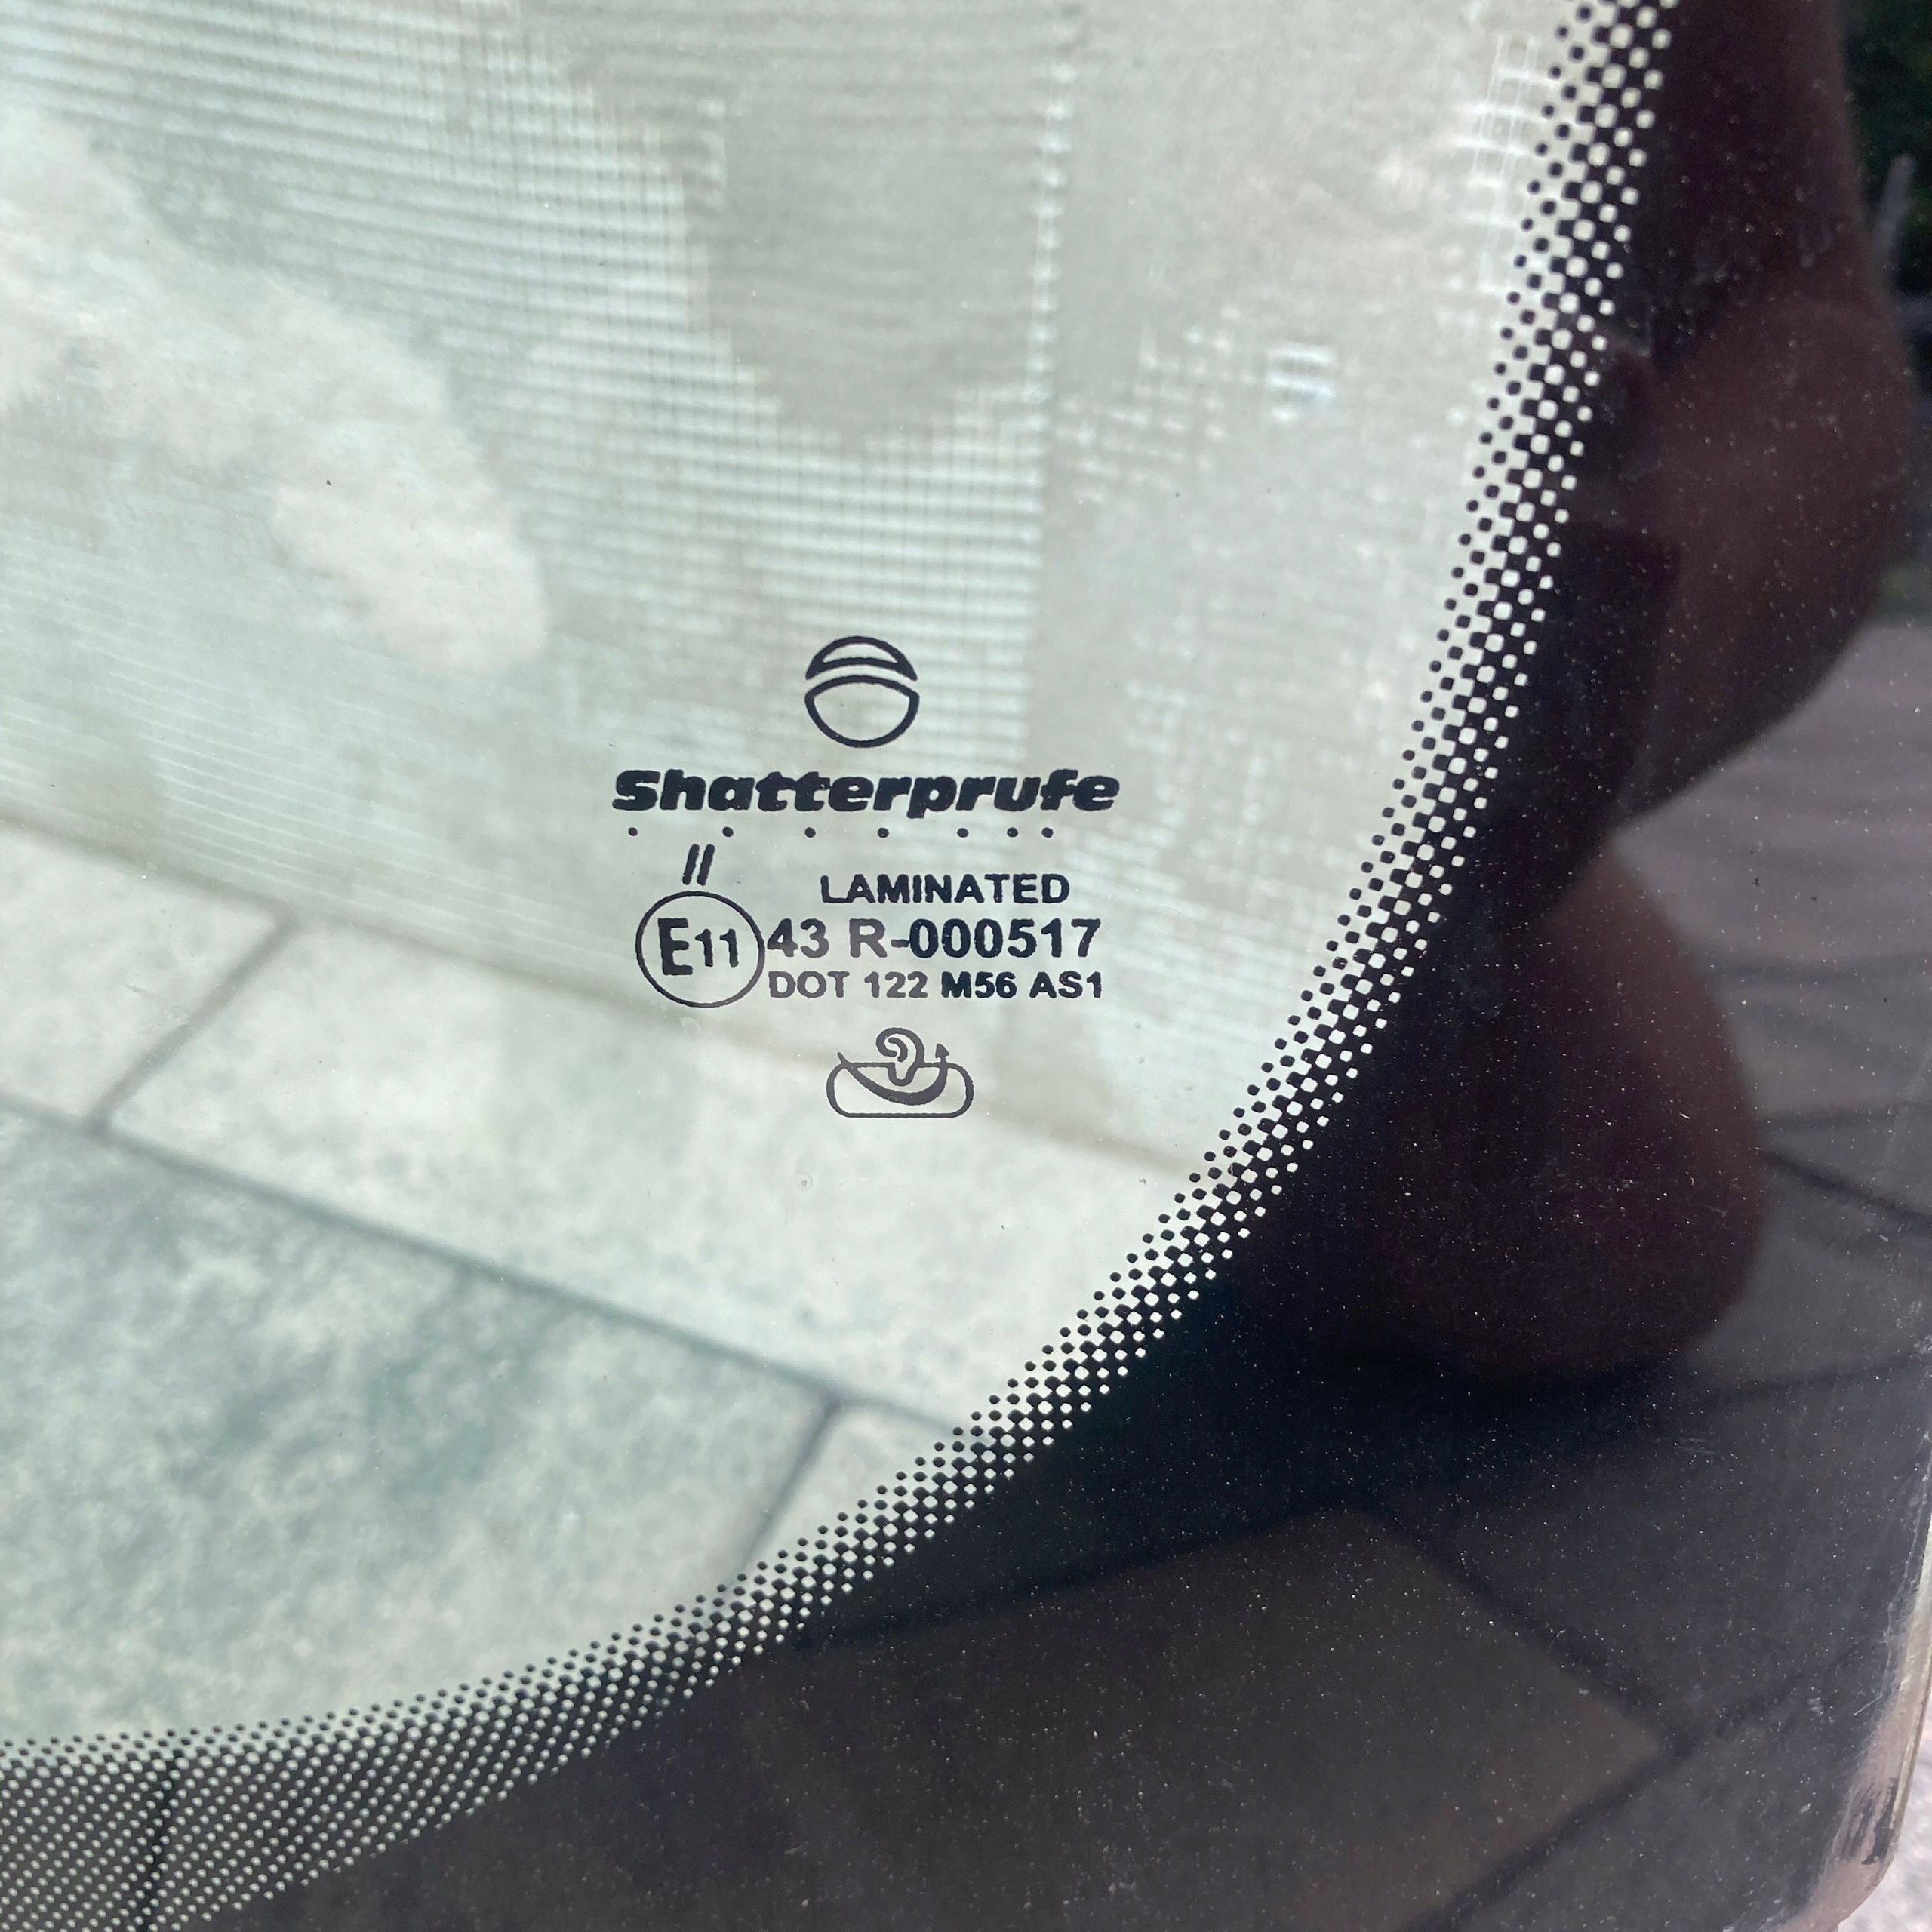 Shatterprufe
II
LAMINATED
E11 43 R-000517
DOT 122 M56 AS1